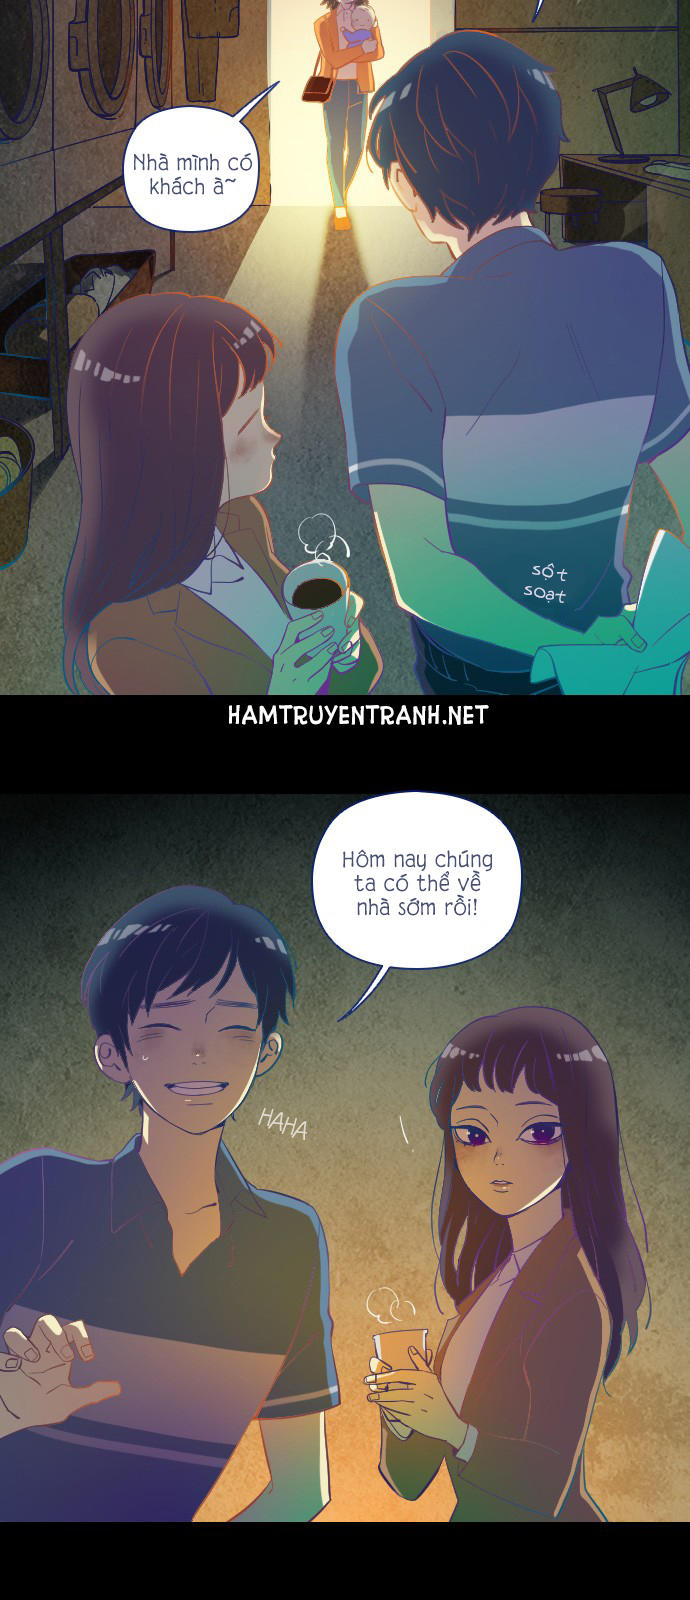 Nhà mình có
khách à~
sột
soạt
HAMTRUYENTRANH.NET
Hôm nay chúng
ta có thể về
nhà sớm rồi!
HAHA